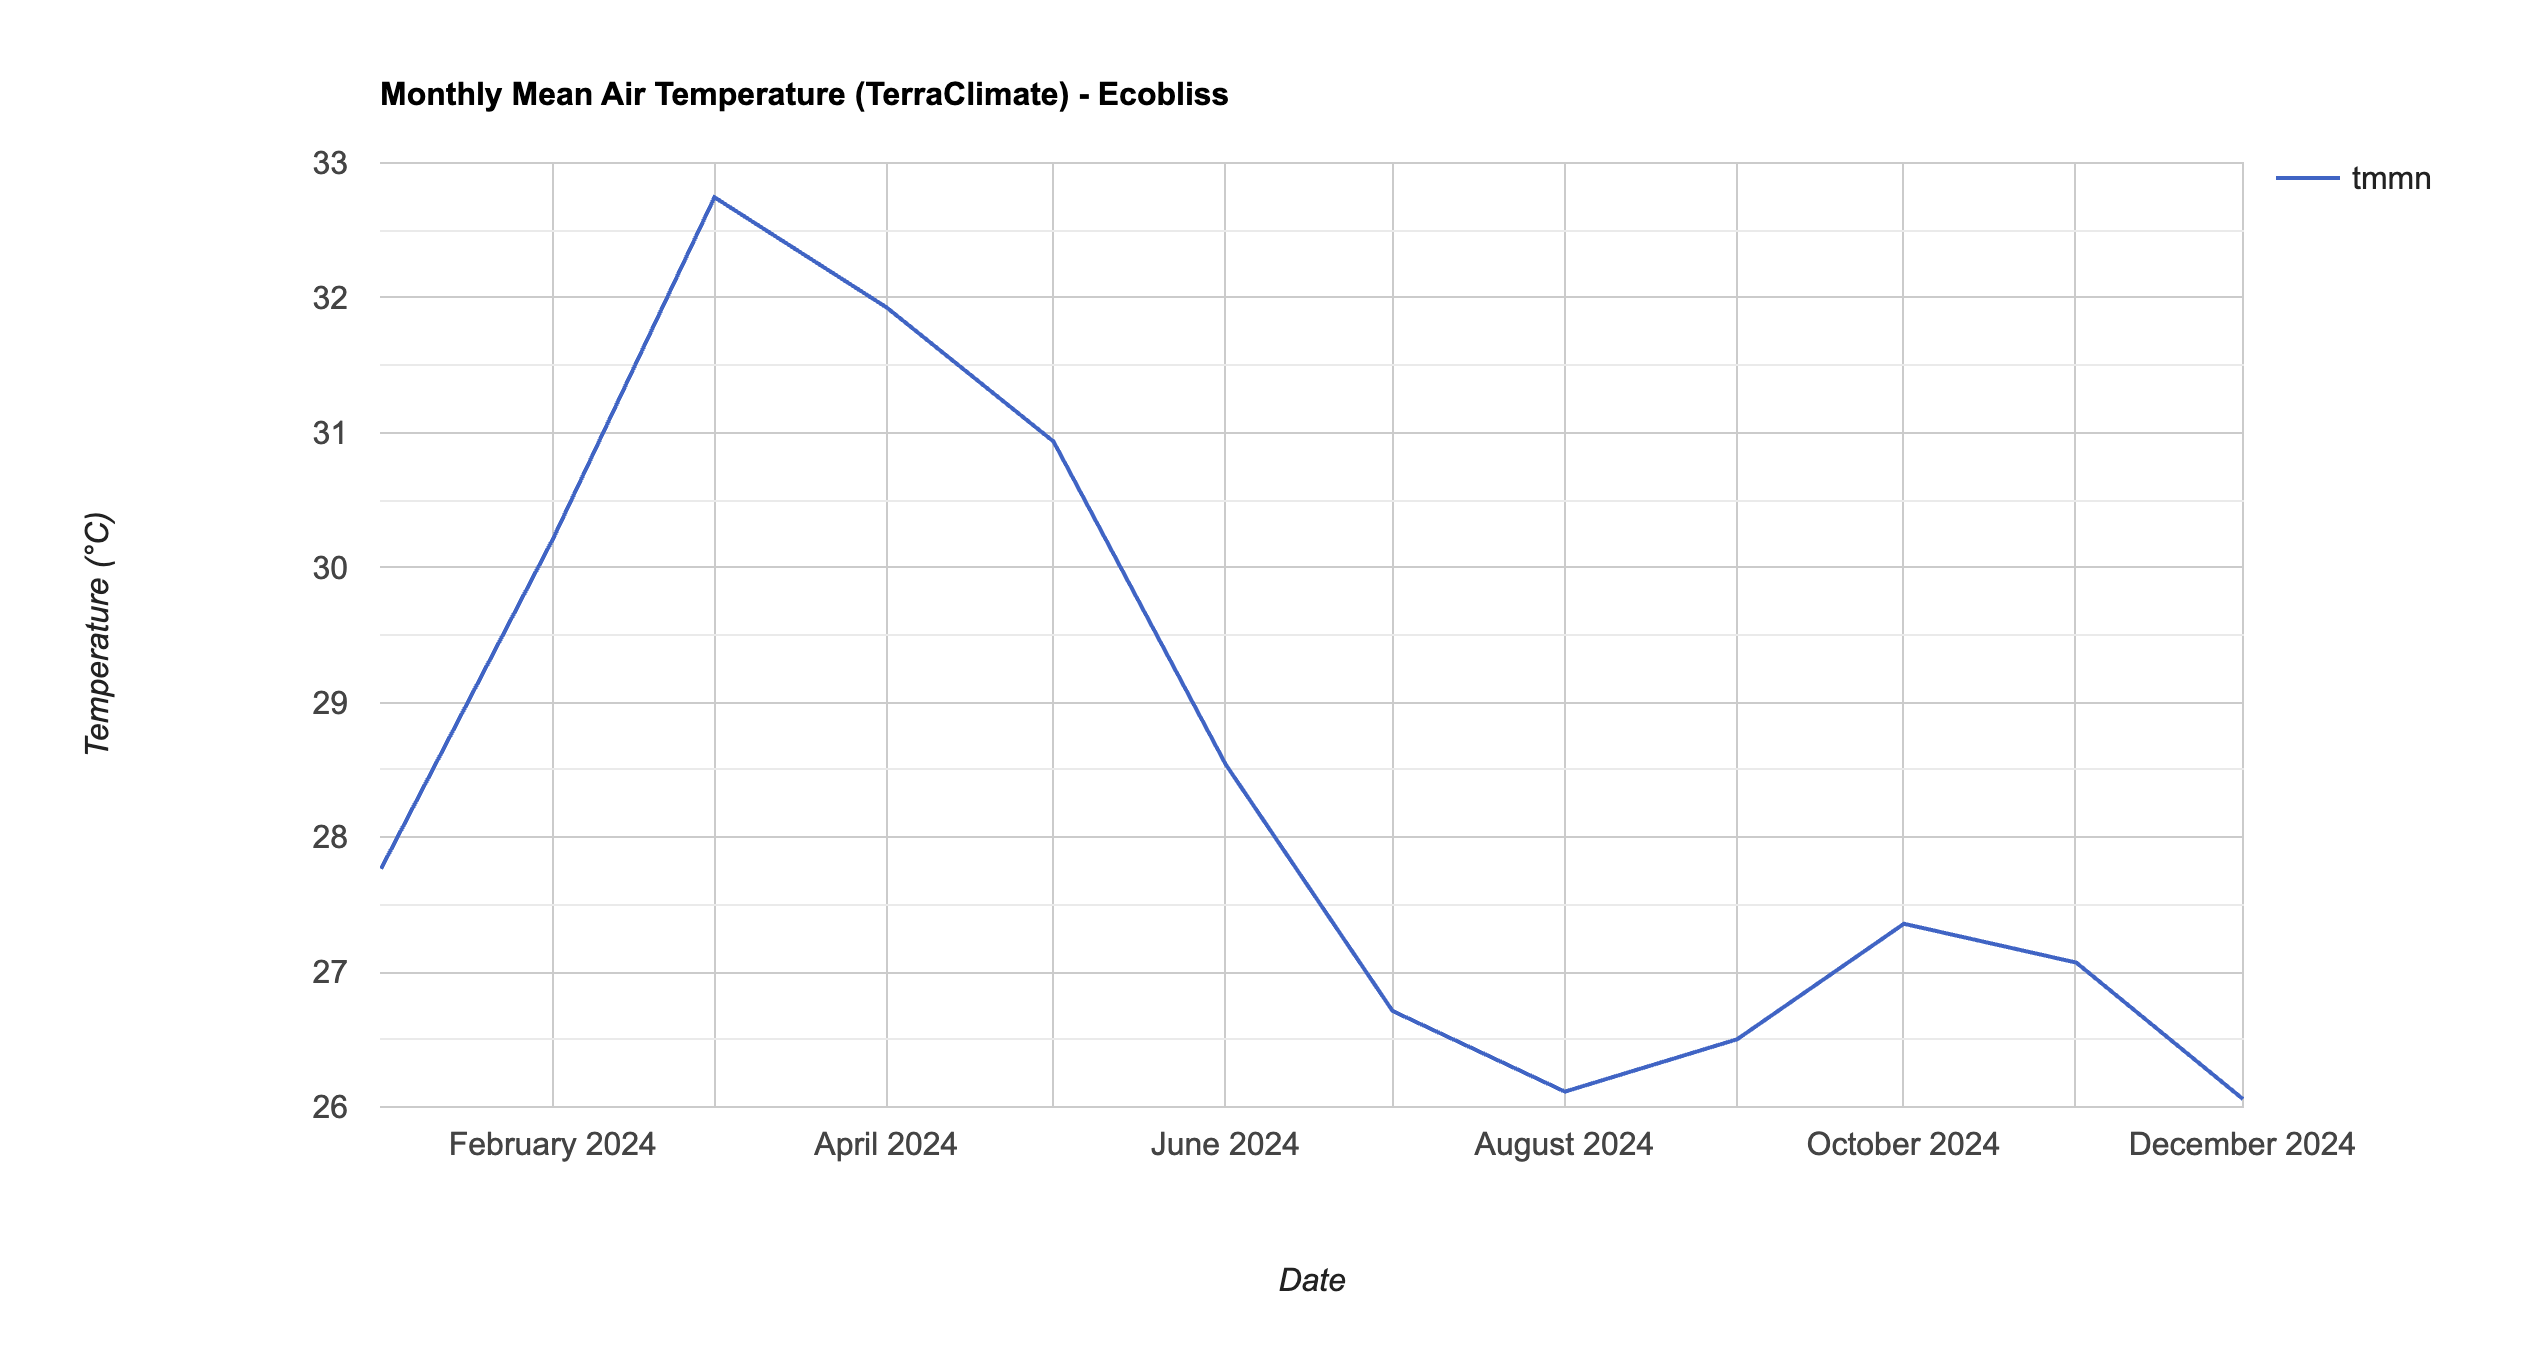 Monthly Mean Air Temperature (TerraClimate) - Ecobliss
tmmn
33
32
31
30
29
28
27
26
Temperature (°C)
February 2024
April 2024
June 2024
August 2024
October 2024
December 2024
Date